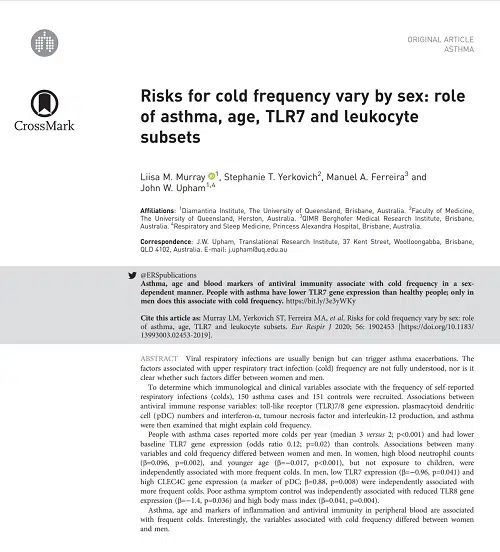 ORIGINAL ARTICLE
ASTHMA
CrossMark
Risks for cold frequency vary by sex: role
of asthma, age, TLR7 and leukocyte
subsets
Liisa M. Murray iD1, Stephanie T. Yerkovich2, Manuel A. Ferreira3 and
John W. Upham1,4
Affiliations: 1Diamantina Institute, The University of Queensland, Brisbane, Australia. 2Faculty of Medicine,
The University of Queensland, Herston, Australia. 3QIMR Berghofer Medical Research Institute, Brisbane,
Australia. 4Respiratory and Sleep Medicine, Princess Alexandra Hospital, Brisbane, Australia.
Correspondence: J.W. Upham, Translational Research Institute, 37 Kent Street, Woolloongabba, Brisbane,
QLD 4102, Australia. E-mail: j.upham@uq.edu.au
@ERSpublications
Asthma, age and blood markers of antiviral immunity associate with cold frequency in a sex-
dependent manner. People with asthma have lower TLR7 gene expression than healthy people; only in
men does this associate with cold frequency. https://bit.ly/3e3yWKy
Cite this article as: Murray LM, Yerkovich ST, Ferreira MA, et al. Risks for cold frequency vary by sex: role
of asthma, age, TLR7 and leukocyte subsets. Eur Respir J 2020; 56: 1902453 [https://doi.org/10.1183/
13993003.02453-2019].
ABSTRACT Viral respiratory infections are usually benign but can trigger asthma exacerbations. The
factors associated with upper respiratory tract infection (cold) frequency are not fully understood, nor is it
clear whether such factors differ between women and men.
To determine which immunological and clinical variables associate with the frequency of self-reported
respiratory infections (colds), 150 asthma cases and 151 controls were recruited. Associations between
antiviral immune response variables: toll-like receptor (TLR)7/8 gene expression, plasmacytoid dendritic
cell (pDC) numbers and interferon-α, tumour necrosis factor and interleukin-12 production, and asthma
were then examined that might explain cold frequency.
People with asthma cases reported more colds per year (median 3 versus 2; p<0.001) and had lower
baseline TLR7 gene expression (odds ratio 0.12; p=0.02) than controls. Associations between many
variables and cold frequency differed between women and men. In women, high blood neutrophil counts
(β=0.096, p=0.002), and younger age (β=−0.017, p<0.001), but not exposure to children, were
independently associated with more frequent colds. In men, low TLR7 expression (β=−0.96, p=0.041) and
high CLEC4C gene expression (a marker of pDC; β=0.88, p=0.008) were independently associated with
more frequent colds. Poor asthma symptom control was independently associated with reduced TLR8 gene
expression (β=−1.4, p=0.036) and high body mass index (β=0.041, p=0.004).
Asthma, age and markers of inflammation and antiviral immunity in peripheral blood are associated
with frequent colds. Interestingly, the variables associated with cold frequency differed between women
and men.